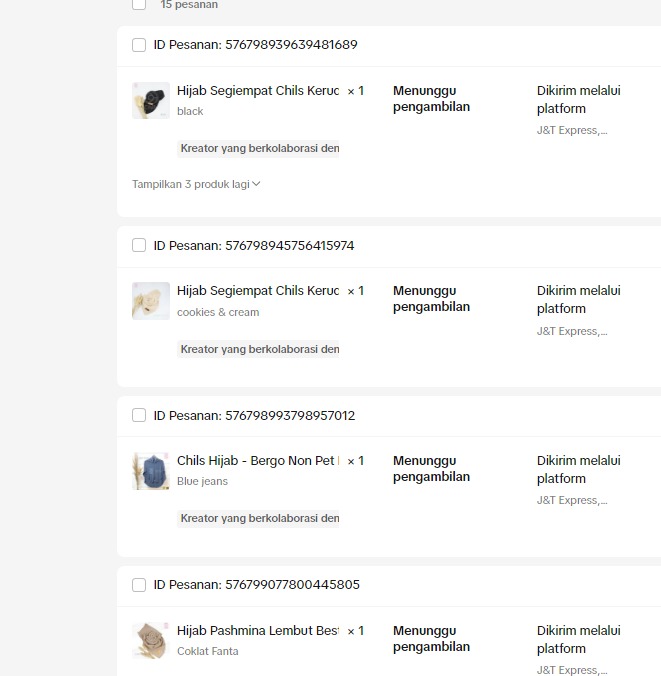 15 pesanan
ID Pesanan: 576798939639481689
Hijab Segiempat Chils Keruc × 1
black
Kreator yang berkolaborasi den
Menunggu
pengambilan
Dikirim melalui
platform
J&T Express,...
Tampilkan 3 produk lagi
ID Pesanan: 576798945756415974
Hijab Segiempat Chils Keruc × 1
cookies & cream
Kreator yang berkolaborasi den
Menunggu
pengambilan
Dikirim melalui
platform
J&T Express,...
ID Pesanan: 576798993798957012
Chils Hijab - Bergo Non Pet × 1
Blue jeans
Kreator yang berkolaborasi den
Menunggu
pengambilan
Dikirim melalui
platform
J&T Express,...
ID Pesanan: 576799077800445805
Hijab Pashmina Lembut Best × 1
Coklat Fanta
Menunggu
pengambilan
Dikirim melalui
platform
J&T Express,...